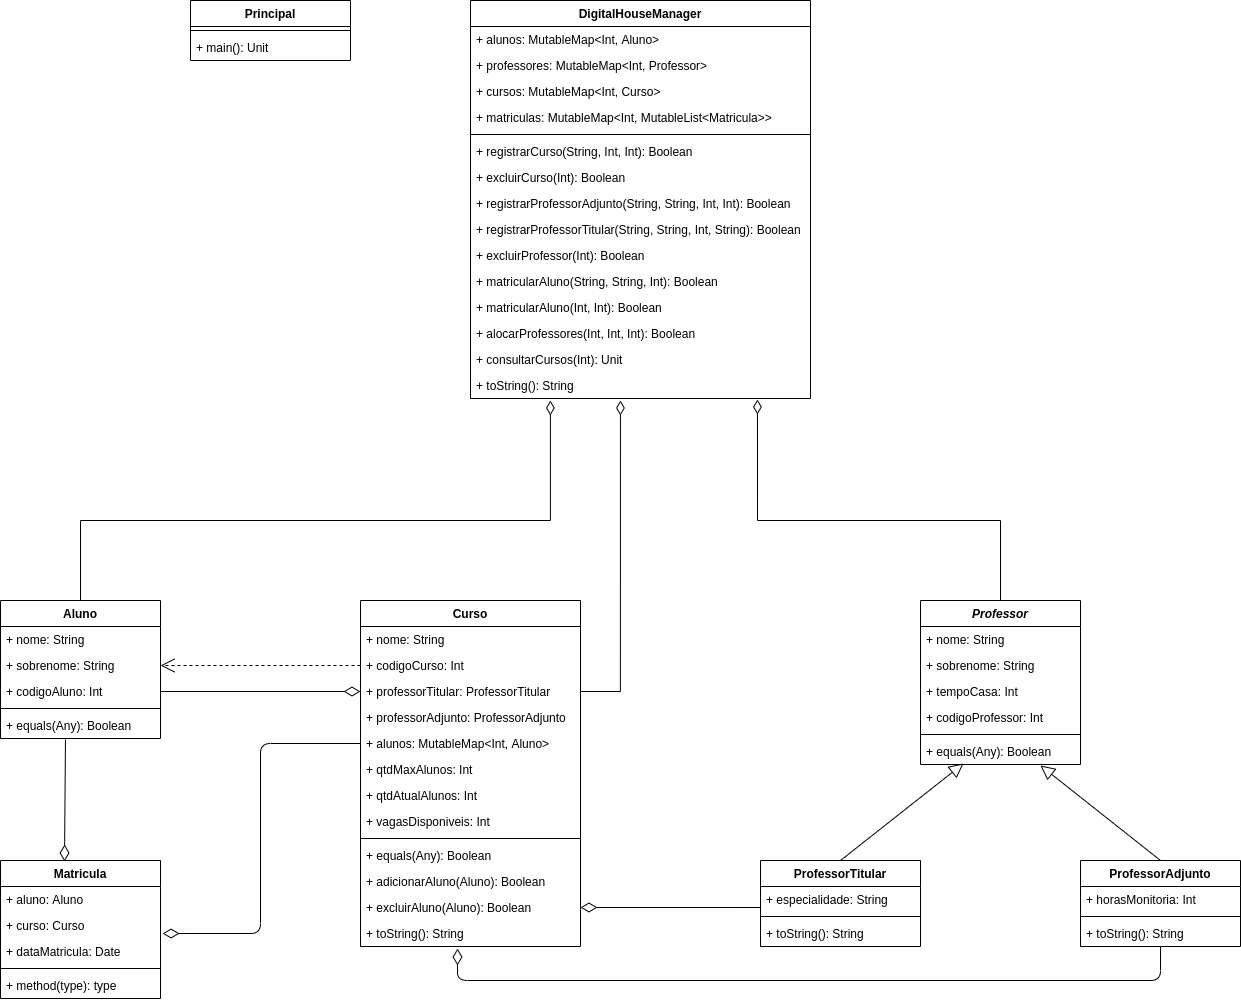 Principal
+ main(): Unit
DigitalHouseManager
+ alunos: MutableMap<Int, Aluno>
+ professores: MutableMap<Int, Professor>
+ cursos: MutableMap<Int, Curso>
+ matriculas: MutableMap<Int, MutableList<Matricula>>
+ registrarCurso(String, Int, Int): Boolean
+ excluirCurso(Int): Boolean
+ registrarProfessorAdjunto(String, String, Int, Int): Boolean
+ registrarProfessorTitular(String, String, Int, String): Boolean
+ excluirProfessor(Int): Boolean
+ matricularAluno(String, String, Int): Boolean
+ matricularAluno(Int, Int): Boolean
+ alocarProfessores(Int, Int, Int): Boolean
+ consultarCursos(Int): Unit
+ toString(): String
Aluno
+ nome: String
+ sobrenome: String
+ codigoAluno: Int
+ equals(Any): Boolean
Curso
+ nome: String
+ codigoCurso: Int
+ professorTitular: ProfessorTitular
+ professorAdjunto: ProfessorAdjunto
+ alunos: MutableMap<Int, Aluno>
+ qtdMaxAlunos: Int
+ qtdAtualAlunos: Int
+ vagasDisponiveis: Int
+ equals(Any): Boolean
+ adicionarAluno(Aluno): Boolean
+ excluirAluno(Aluno): Boolean
+ toString(): String
Professor
+ nome: String
+ sobrenome: String
+ tempoCasa: Int
+ codigoProfessor: Int
+ equals(Any): Boolean
Matricula
+ aluno: Aluno
+ curso: Curso
+ dataMatricula: Date
+ method(type): type
ProfessorTitular
+ especialidade: String
+ toString(): String
ProfessorAdjunto
+ horasMonitoria: Int
+ toString(): String